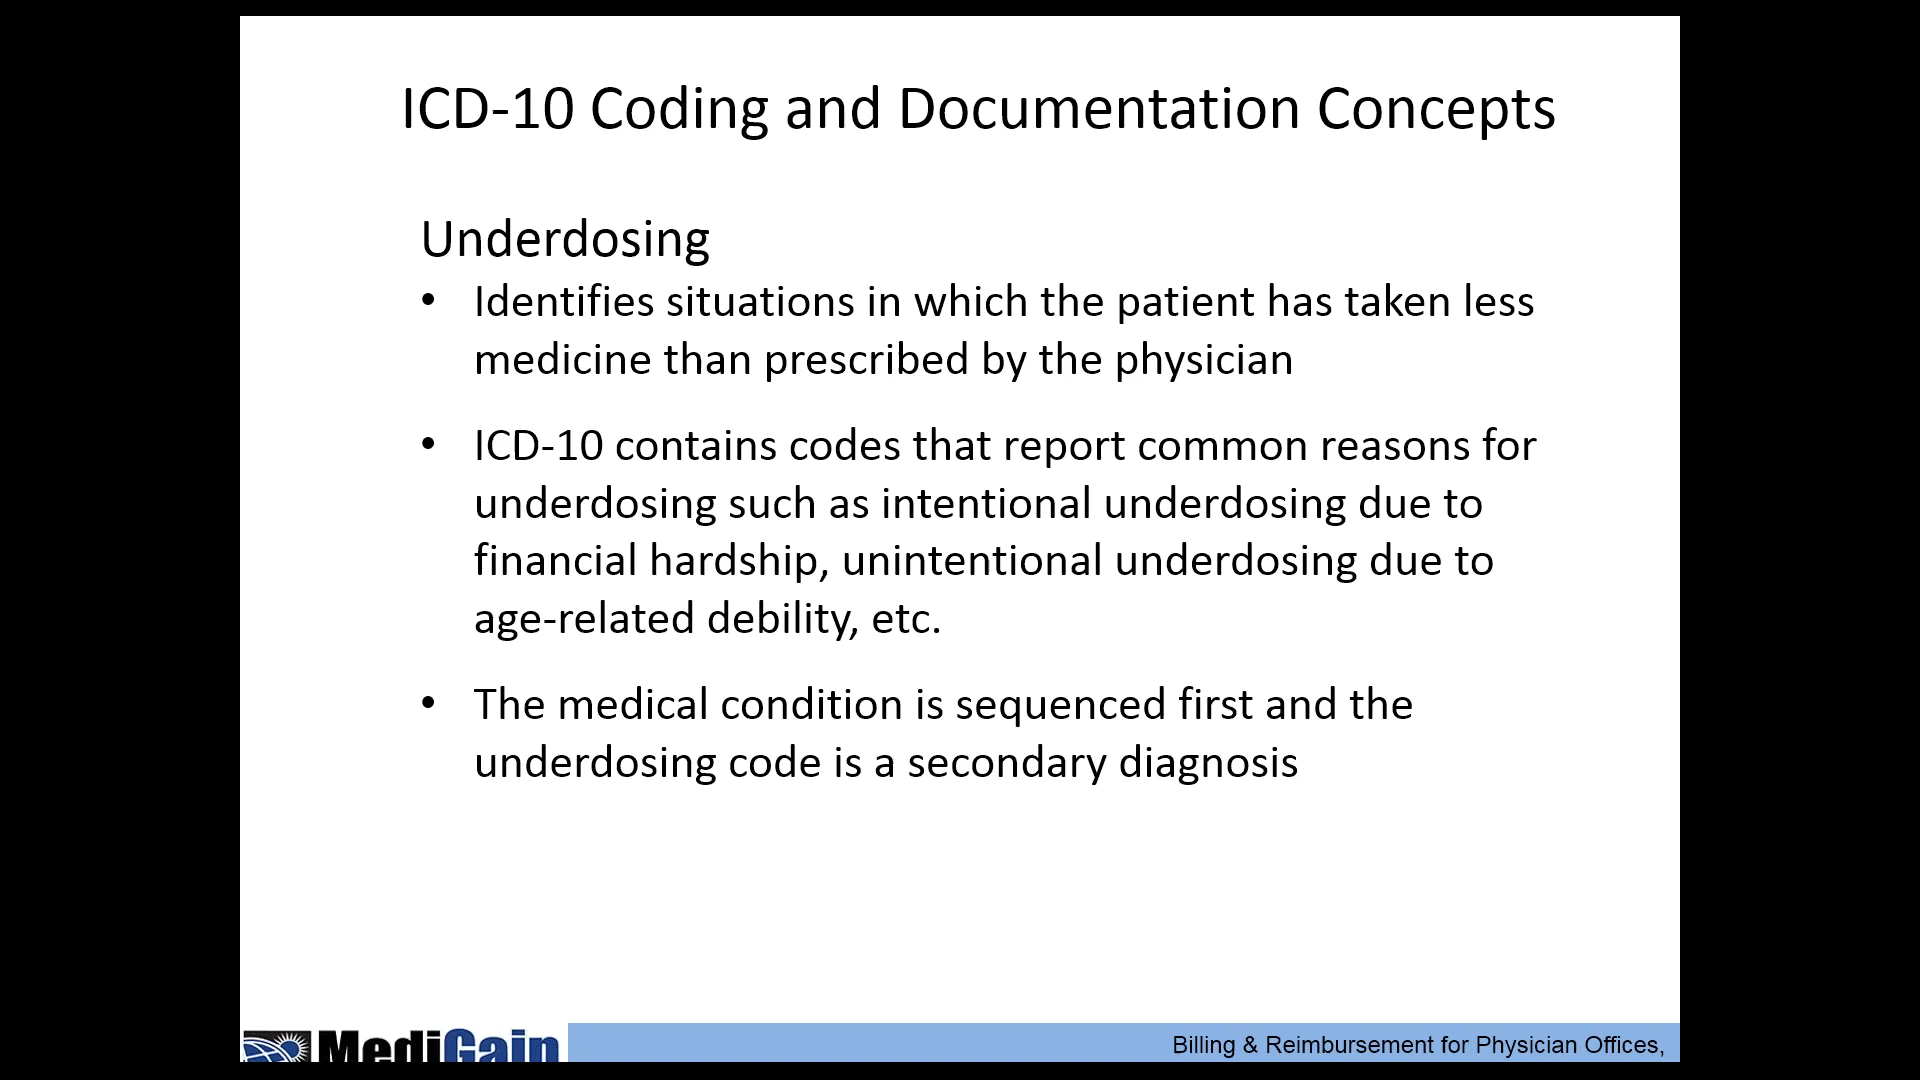 ICD-10 Coding and Documentation Concepts
Underdosing
• Identifies situations in which the patient has taken less
medicine than prescribed by the physician
• ICD-10 contains codes that report common reasons for
underdosing such as intentional underdosing due to
financial hardship, unintentional underdosing due to
age-related debility, etc.
• The medical condition is sequenced first and the
underdosing code is a secondary diagnosis
MediGain
Billing & Reimbursement for Physician Offices,